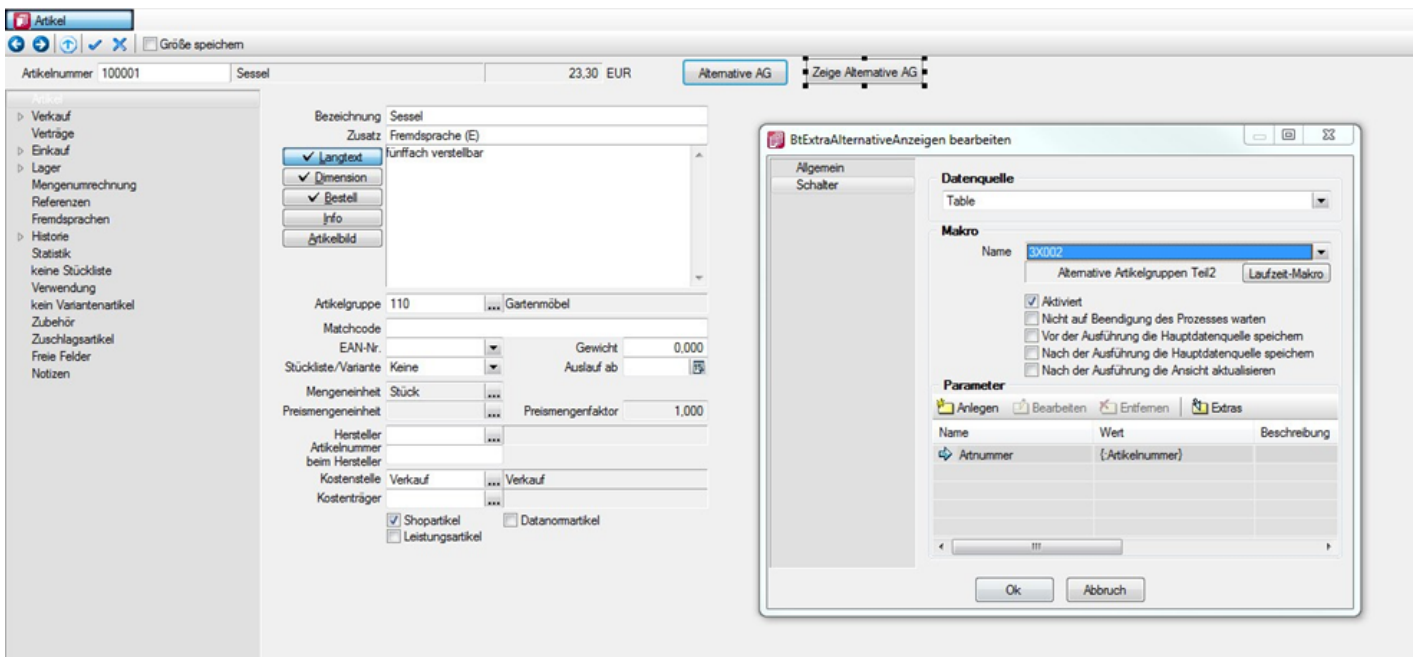 Artikel
Größe speichern
Artikelnummer 100001 Sessel 23,30 EUR Alternative AG Zeige Alternative AG
Artikel
Verkauf
Verträge
Einkauf
Lager
Mengenumrechnung
Referenzen
Fremdsprachen
Historie
Statistik
keine Stückliste
Verwendung
kein Variantenartikel
Zubehör
Zuschlagsartikel
Freie Felder
Notizen
Bezeichnung Sessel
Zusatz Fremdsprache (E)
Langtext fünffach verstellbar
Dimension
Bestell
Info
Artikelbild
Artikelgruppe 110 ... Gartenmöbel
Matchcode
EAN-Nr. Gewicht 0,000
Stückliste/Variante Keine Auslauf ab
Mengeneinheit Stück ...
Preismengeneinheit ... Preismengenfaktor 1,000
Hersteller ...
Artikelnummer
beim Hersteller
Kostenstelle Verkauf ... Verkauf
Kostenträger ...
Shopartikel Datanormartikel
Leistungsartikel
BtExtraAlternativeAnzeigen bearbeiten
Allgemein
Schalter
Datenquelle
Table
Makro
Name 3X002
Alternative Artikelgruppen Teil2 Laufzeit-Makro
Aktiviert
Nicht auf Beendigung des Prozesses warten
Vor der Ausführung die Hauptdatenquelle speichern
Nach der Ausführung die Hauptdatenquelle speichern
Nach der Ausführung die Ansicht aktualisieren
Parameter
Anlegen Bearbeiten Entfernen Extras
Name Wert Beschreibung
Artnummer {:Artikelnummer}
Ok Abbruch